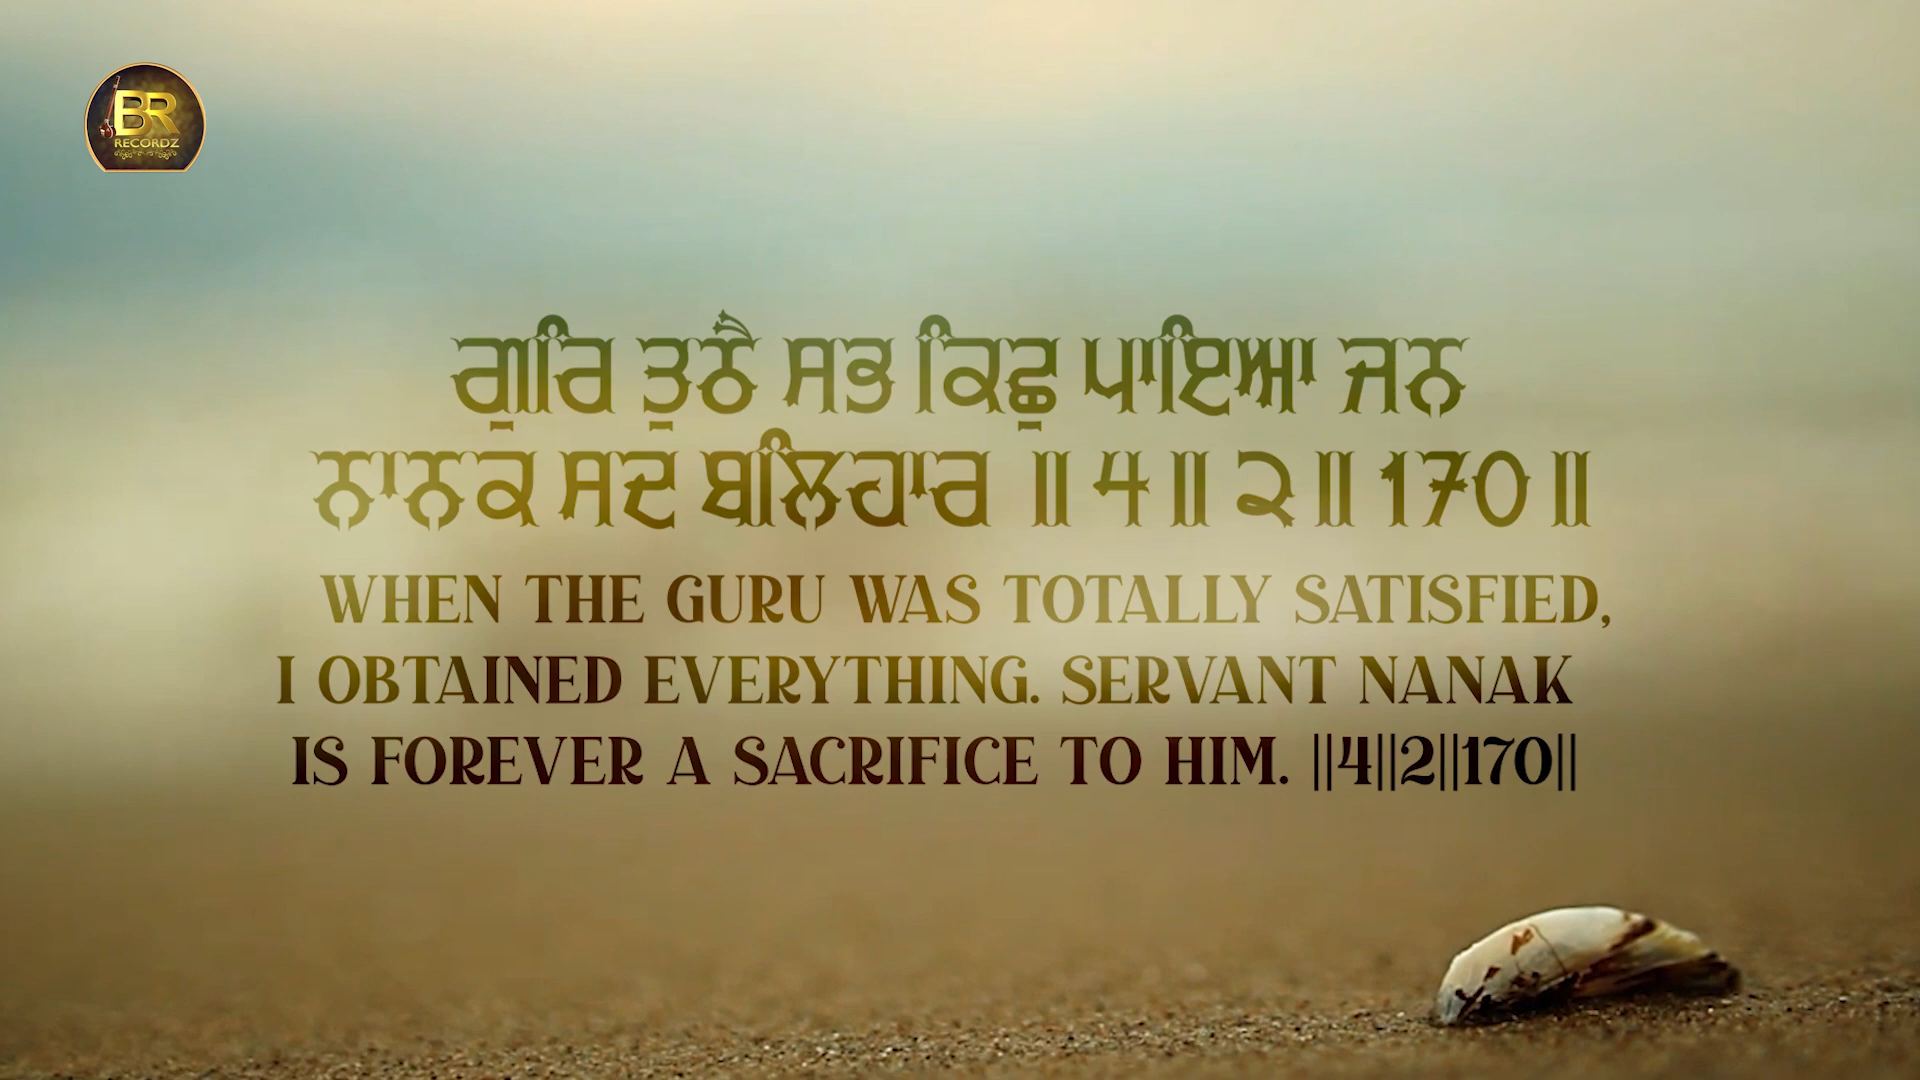 BR
RECORDZ
ਗੁਰਿ ਤੁਠੈ ਸਭ ਕਿਛੁ ਪਾਇਆ ਜਨ
ਨਾਨਕ ਸਦ ਬਲਿਹਾਰ ॥ 4 ॥ ੨ ॥ 170 ॥
WHEN THE GURU WAS TOTALLY SATISFIED,
I OBTAINED EVERYTHING. SERVANT NANAK
IS FOREVER A SACRIFICE TO HIM. ||4||2||170||